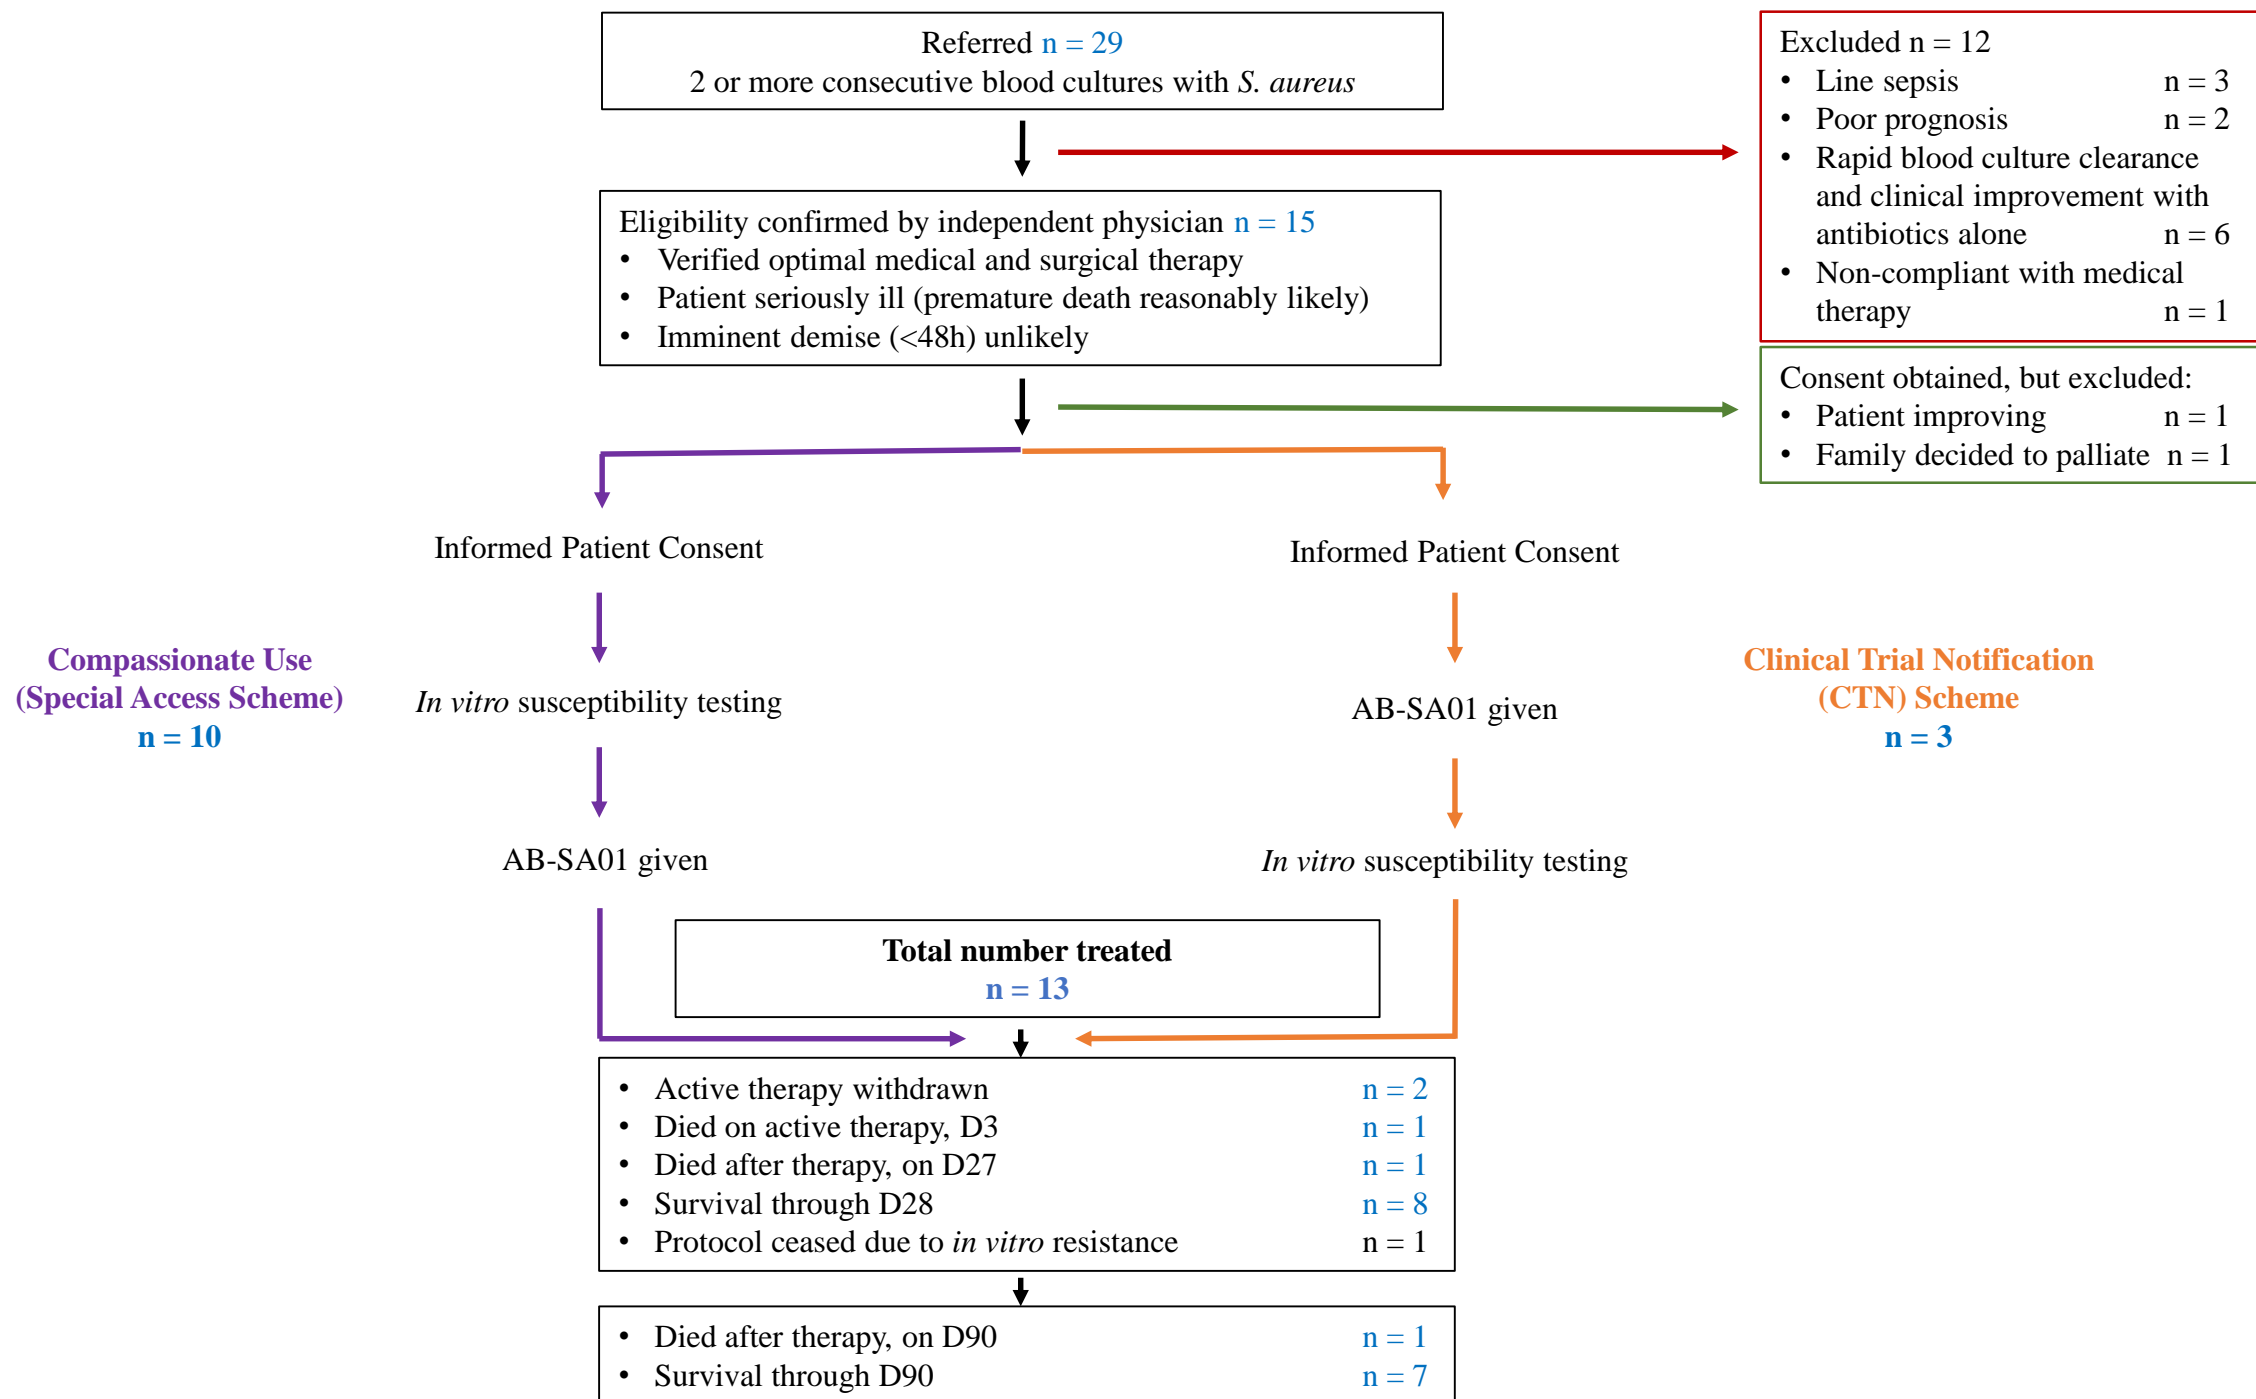 Referred n = 29
2 or more consecutive blood cultures with S. aureus
Excluded n = 12
• Line sepsis n = 3
• Poor prognosis n = 2
• Rapid blood culture clearance
and clinical improvement with
antibiotics alone n = 6
• Non-compliant with medical
therapy n = 1
Eligibility confirmed by independent physician n = 15
• Verified optimal medical and surgical therapy
• Patient seriously ill (premature death reasonably likely)
• Imminent demise (<48h) unlikely
Consent obtained, but excluded:
• Patient improving n = 1
• Family decided to palliate n = 1
Informed Patient Consent
Informed Patient Consent
Compassionate Use
(Special Access Scheme)
n = 10
In vitro susceptibility testing
AB-SA01 given
Clinical Trial Notification
(CTN) Scheme
n = 3
AB-SA01 given
In vitro susceptibility testing
Total number treated
n = 13
• Active therapy withdrawn n = 2
• Died on active therapy, D3 n = 1
• Died after therapy, on D27 n = 1
• Survival through D28 n = 8
• Protocol ceased due to in vitro resistance n = 1
• Died after therapy, on D90 n = 1
• Survival through D90 n = 7